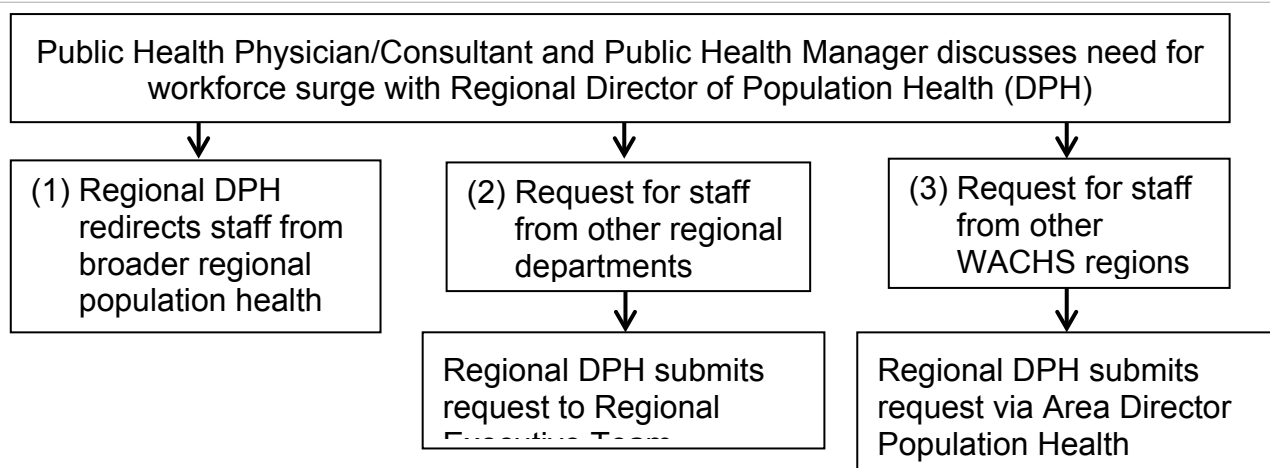 Public Health Physician/Consultant and Public Health Manager discusses need for
workforce surge with Regional Director of Population Health (DPH)
(1) Regional DPH
redirects staff from
broader regional
population health
(2) Request for staff
from other regional
departments
(3) Request for staff
from other
WACHS regions
Regional DPH submits
request to Regional
Executive Team
Regional DPH submits
request via Area Director
Population Health